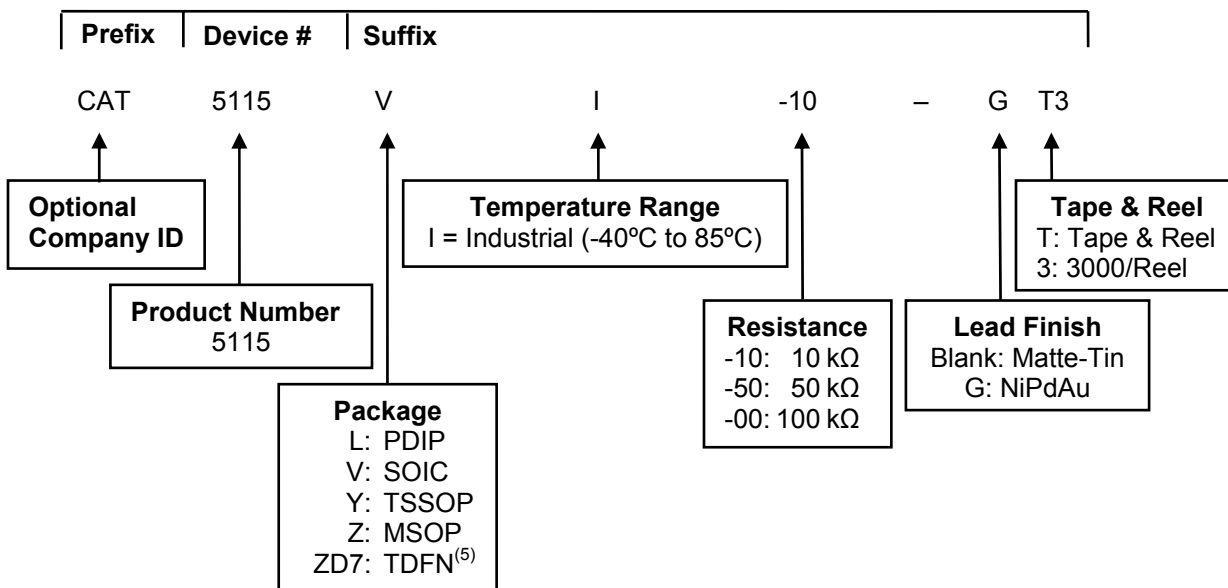 Prefix Device # Suffix
CAT 5115 V I -10 – G T3
Optional
Company ID
Product Number
5115
Package
L: PDIP
V: SOIC
Y: TSSOP
Z: MSOP
ZD7: TDFN(5)
Temperature Range
I = Industrial (-40ºC to 85ºC)
Resistance
-10: 10 kΩ
-50: 50 kΩ
-00: 100 kΩ
Lead Finish
Blank: Matte-Tin
G: NiPdAu
Tape & Reel
T: Tape & Reel
3: 3000/Reel